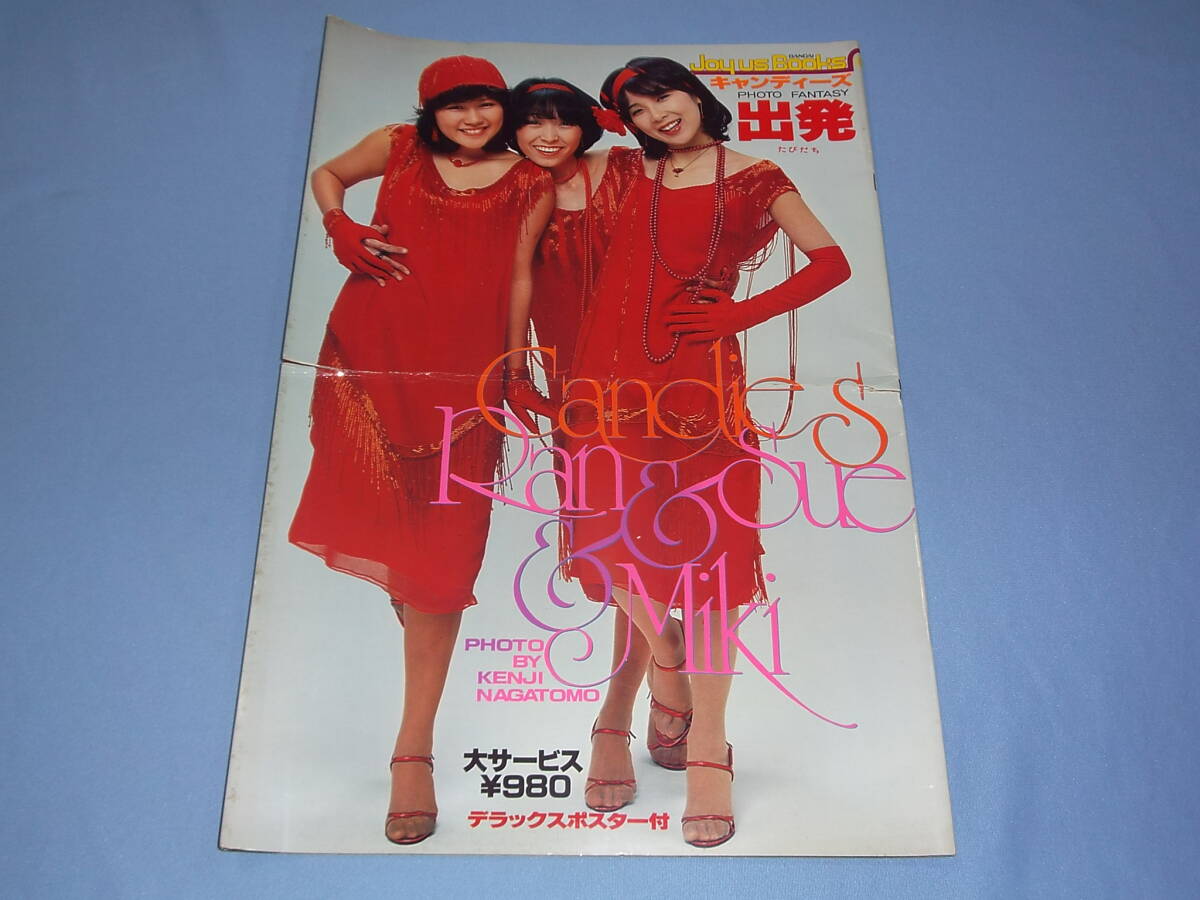 BANDAI
Joy us Books
キャンディーズ
PHOTO FANTASY
出発
たびだち
Candies
Ran & Sue
& Miki
PHOTO
BY
KENJI
NAGATOMO
大サービス
¥980
デラックスポスター付